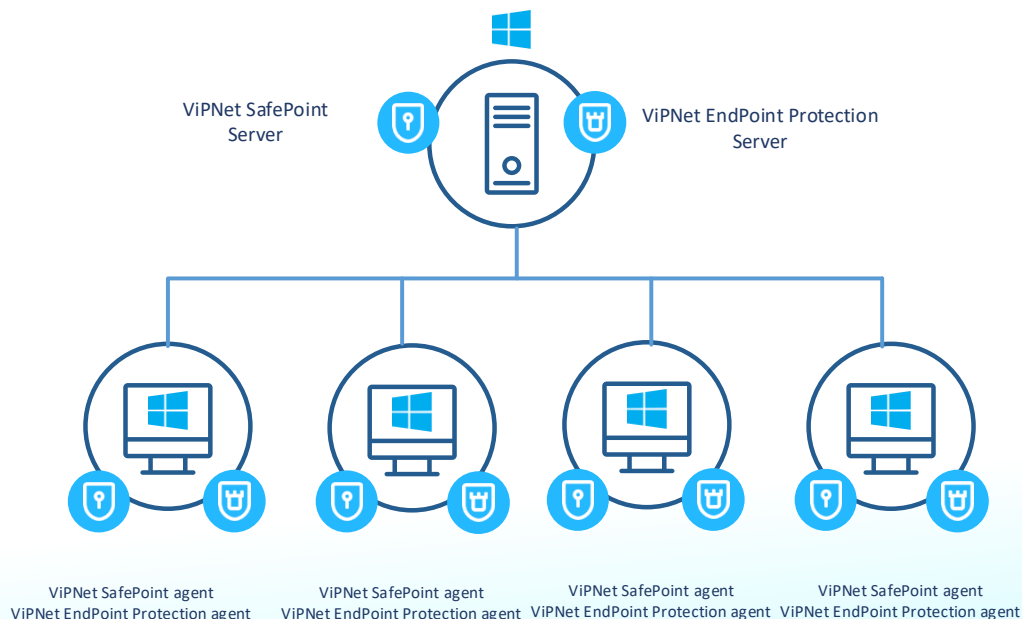 ViPNet SafePoint
Server
ViPNet EndPoint Protection
Server
ViPNet SafePoint agent
ViPNet EndPoint Protection agent
ViPNet SafePoint agent
ViPNet EndPoint Protection agent
ViPNet SafePoint agent
ViPNet EndPoint Protection agent
ViPNet SafePoint agent
ViPNet EndPoint Protection agent